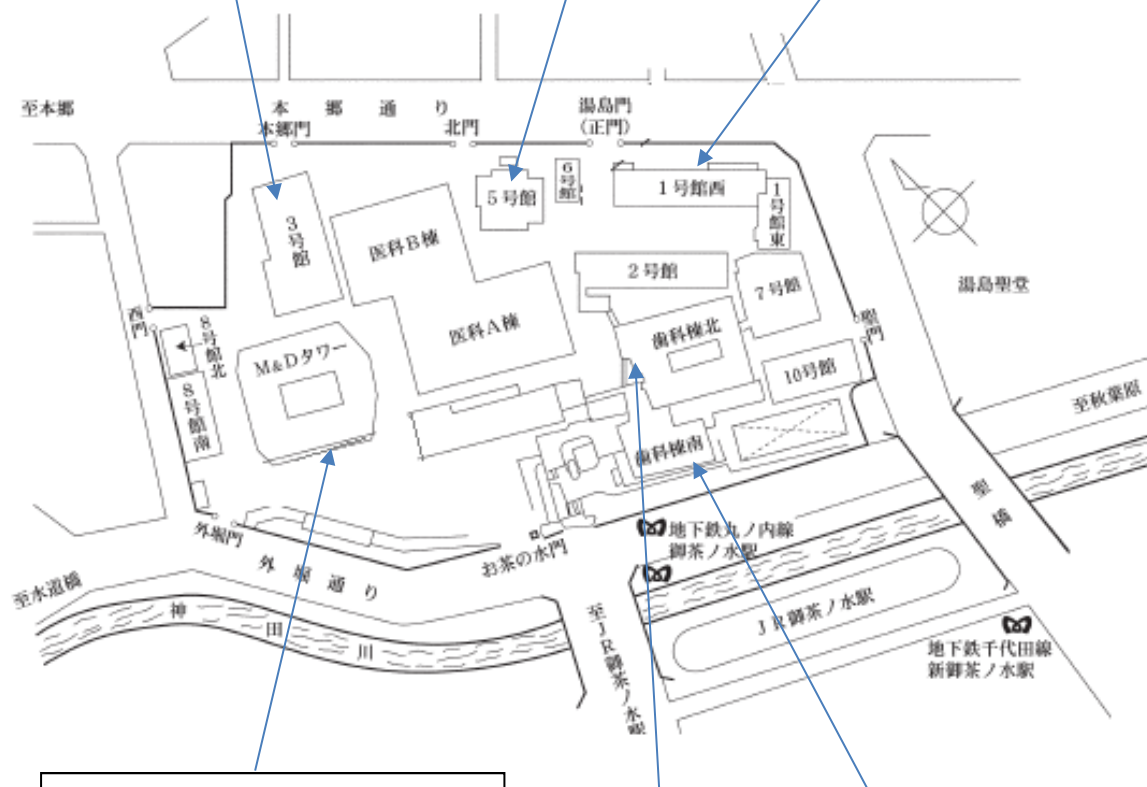 至本郷
本郷通り
本郷門
北門
湯島門
(正門)
3号館
医科B棟
5号館
6号館
1号館西
1号館東
2号館
7号館
湯島聖堂
西門
8号館北
8号館南
M&Dタワー
医科A棟
歯科棟北
10号館
聖門
至秋葉原
歯科棟南
外堀門
外堀通り
お茶の水門
地下鉄丸ノ内線
御茶ノ水駅
聖橋
至水道橋
神田川
至JR御茶ノ水駅
JR御茶ノ水駅
地下鉄千代田線
新御茶ノ水駅